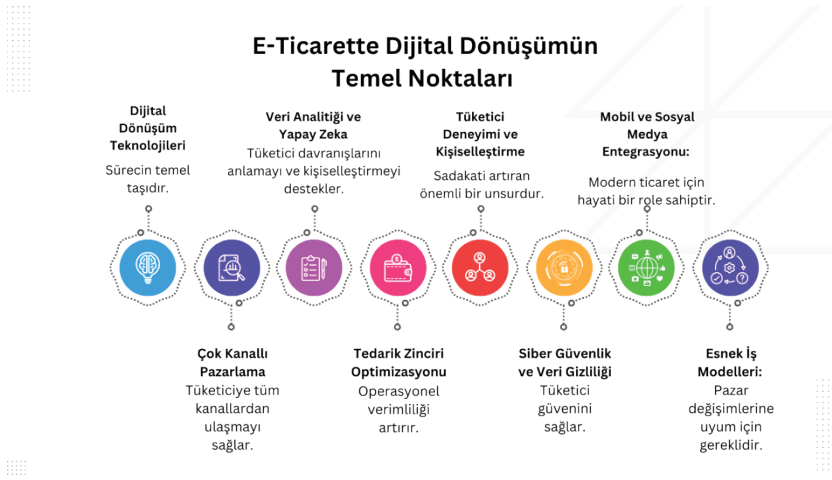 E-Ticarette Dijital Dönüşümün
Temel Noktaları
Dijital
Dönüşüm
Teknolojileri
Sürecin temel
taşıdır.
Veri Analitiği ve
Yapay Zeka
Tüketici davranışlarını
anlamayı ve kişiselleştirmeyi
destekler.
Tüketici
Deneyimi ve
Kişiselleştirme
Sadakati artıran
önemli bir unsurdur.
Mobil ve Sosyal
Medya
Entegrasyonu:
Modern ticaret için
hayati bir role sahiptir.
Çok Kanallı
Pazarlama
Tüketiciye tüm
kanallardan
ulaşmayı
sağlar.
Tedarik Zinciri
Optimizasyonu
Operasyonel
verimliliği
artırır.
Siber Güvenlik
ve Veri Gizliliği
Tüketici
güvenini
sağlar.
Esnek İş
Modelleri:
Pazar
değişimlerine
uyum için
gereklidir.